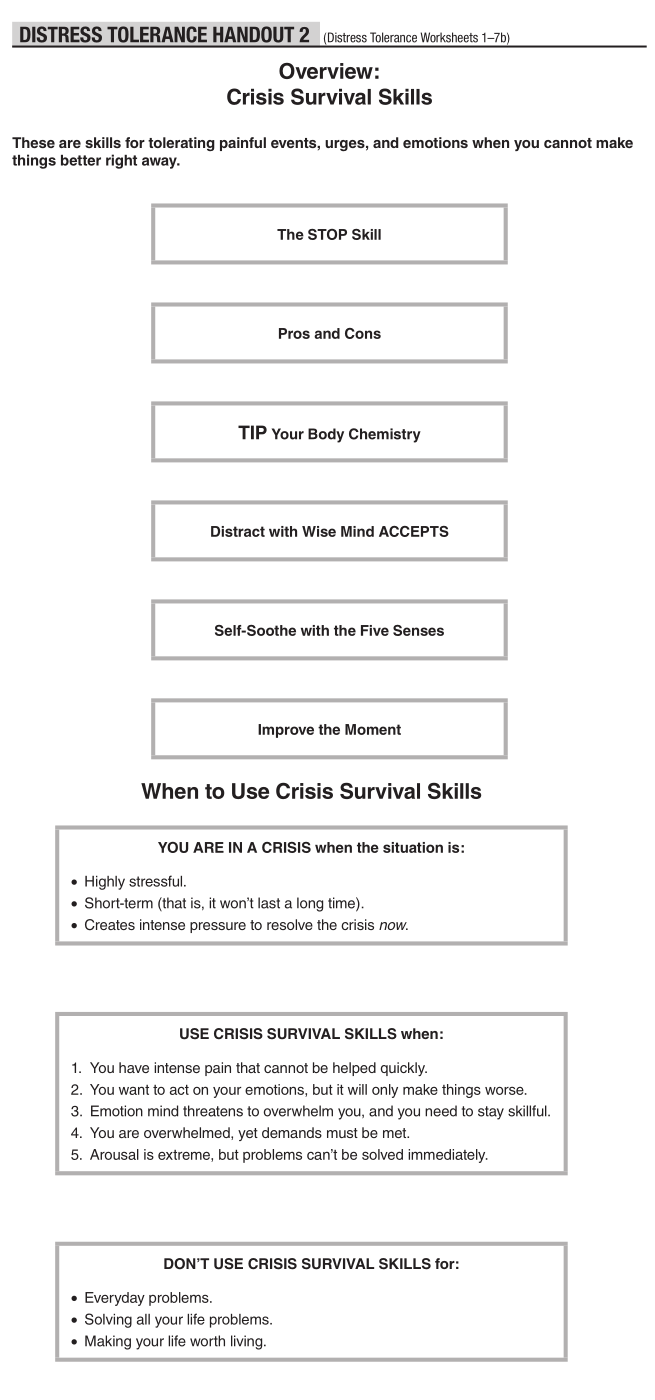 DISTRESS TOLERANCE HANDOUT 2 (Distress Tolerance Worksheets 1–7b)
Overview:
Crisis Survival Skills
These are skills for tolerating painful events, urges, and emotions when you cannot make
things better right away.
The STOP Skill
Pros and Cons
TIP Your Body Chemistry
Distract with Wise Mind ACCEPTS
Self-Soothe with the Five Senses
Improve the Moment
When to Use Crisis Survival Skills
YOU ARE IN A CRISIS when the situation is:
• Highly stressful.
• Short-term (that is, it won’t last a long time).
• Creates intense pressure to resolve the crisis now.
USE CRISIS SURVIVAL SKILLS when:
1. You have intense pain that cannot be helped quickly.
2. You want to act on your emotions, but it will only make things worse.
3. Emotion mind threatens to overwhelm you, and you need to stay skillful.
4. You are overwhelmed, yet demands must be met.
5. Arousal is extreme, but problems can’t be solved immediately.
DON’T USE CRISIS SURVIVAL SKILLS for:
• Everyday problems.
• Solving all your life problems.
• Making your life worth living.